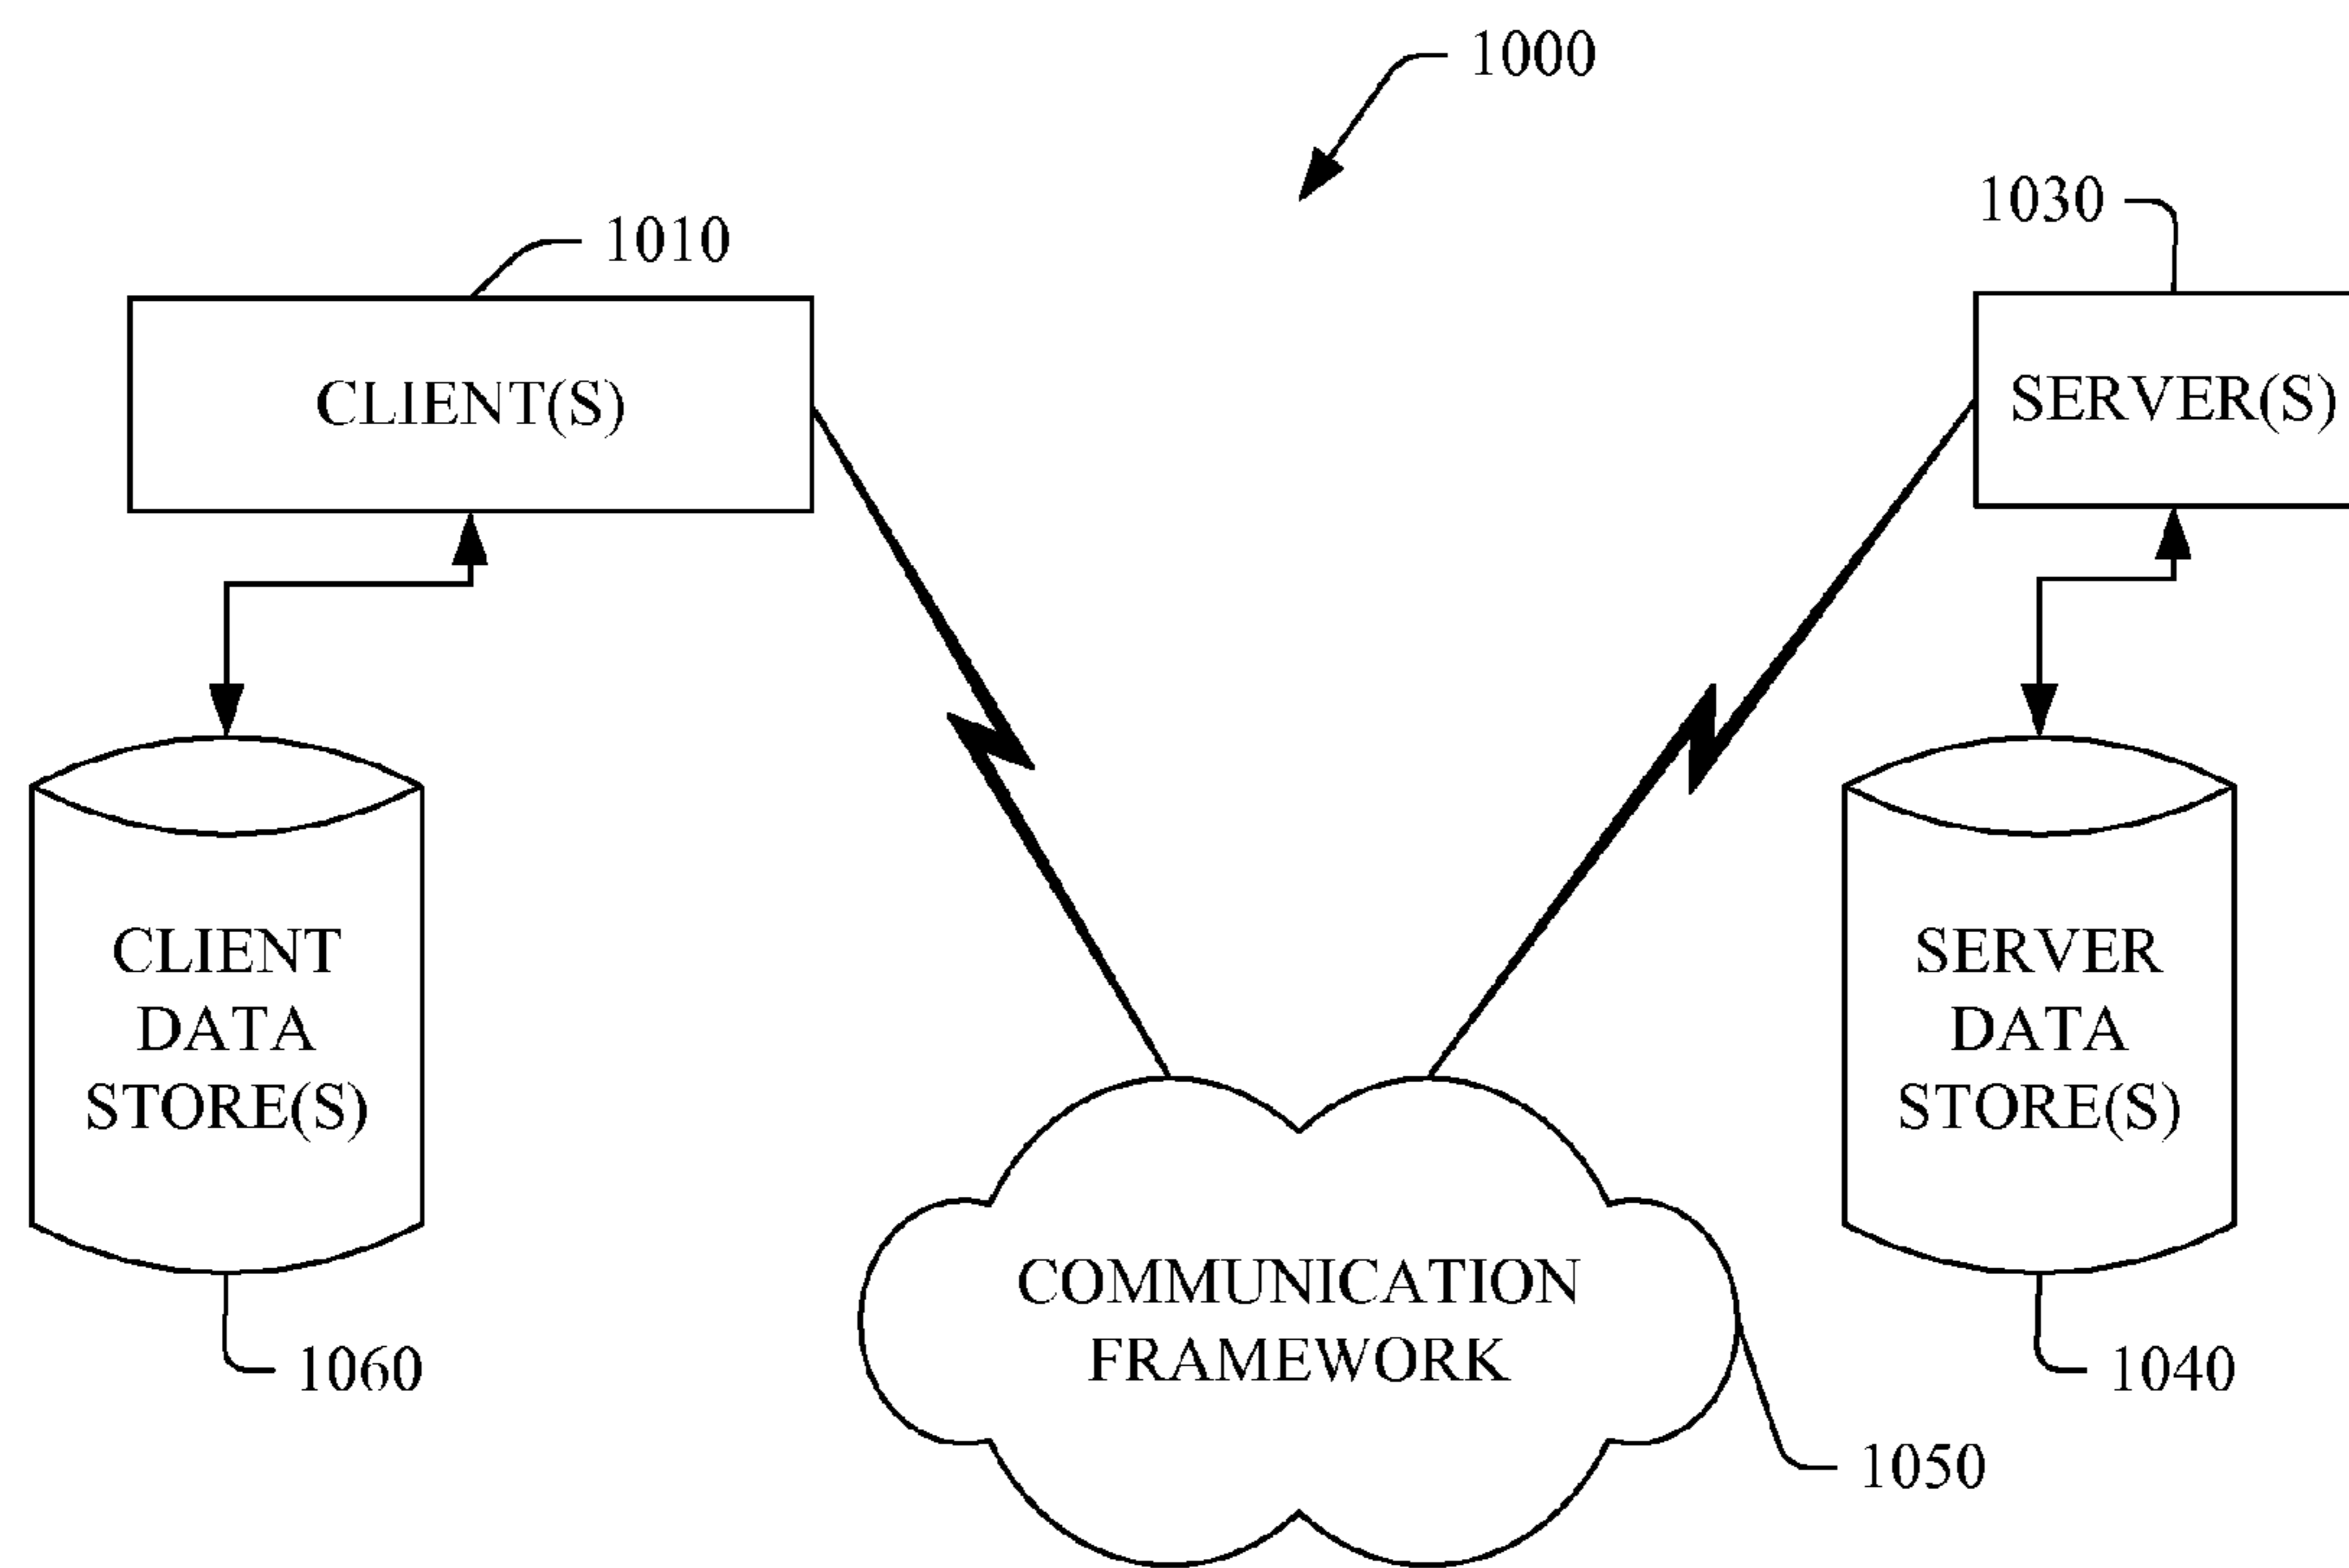 1000
1010
1030
CLIENT(S)
SERVER(S)
CLIENT
DATA
STORE(S)
SERVER
DATA
STORE(S)
COMMUNICATION
FRAMEWORK
1060
1040
1050